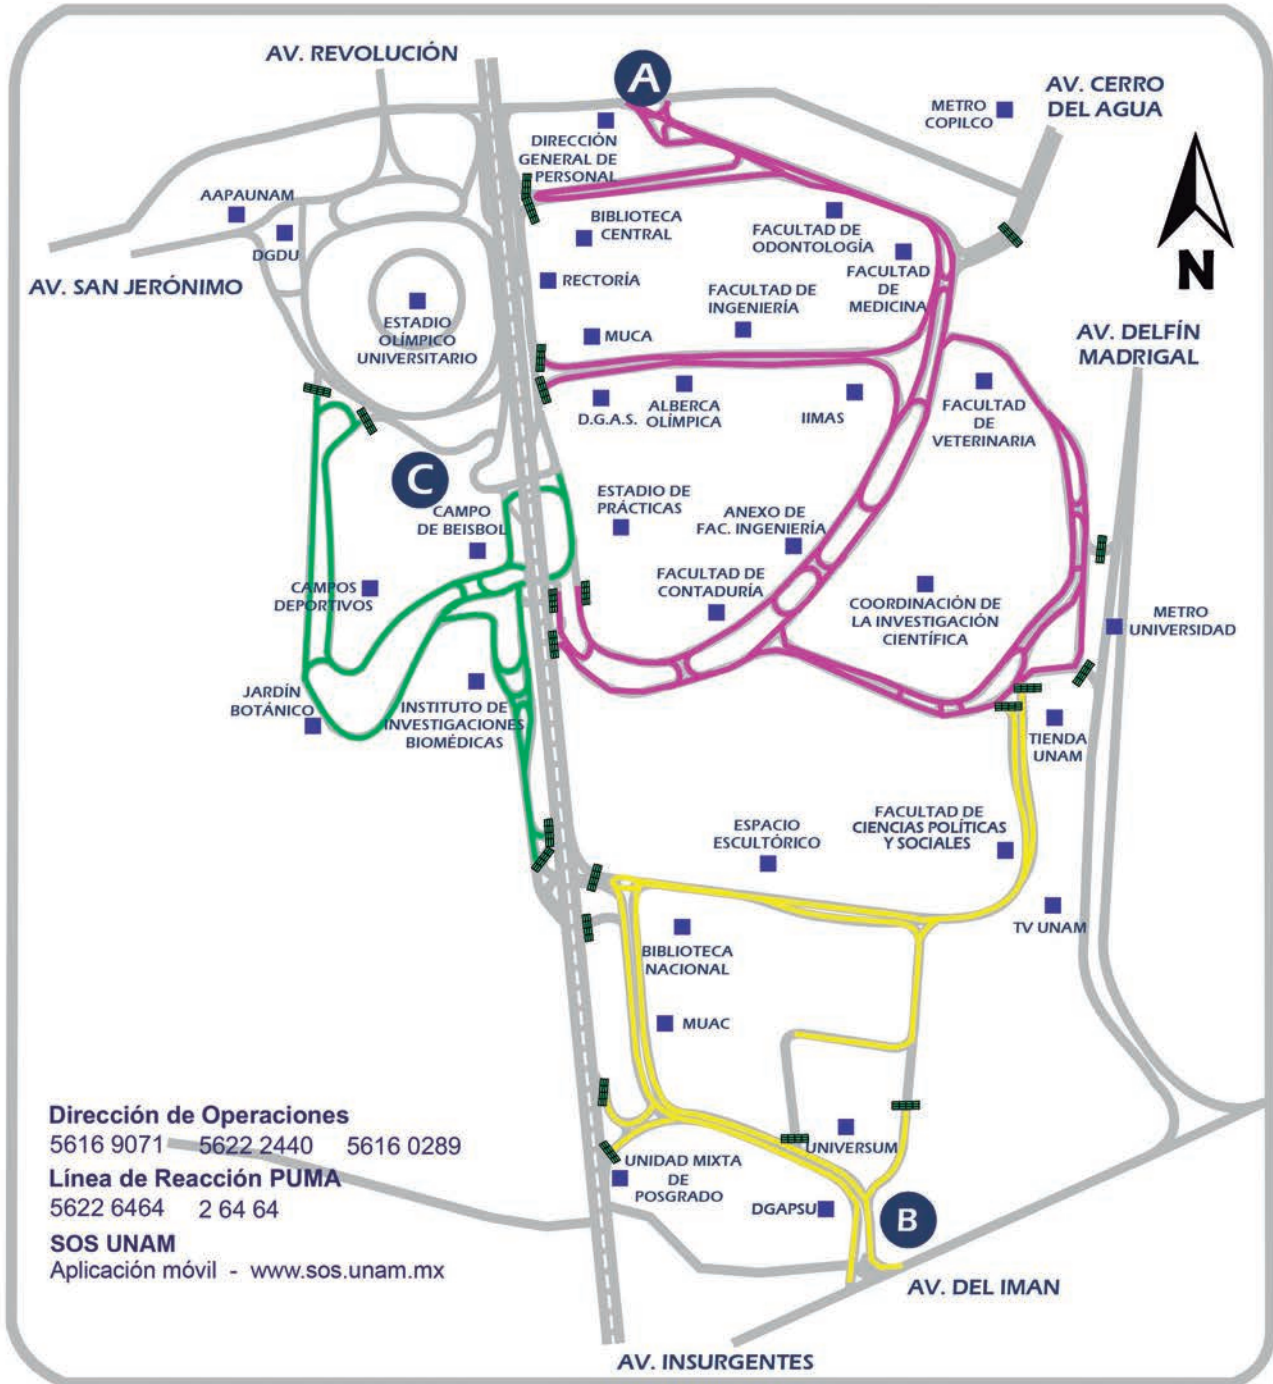 AV. REVOLUCIÓN
A
AV. CERRO
DEL AGUA
METRO
COPILCO
DIRECCIÓN
GENERAL DE
PERSONAL
AAPAUNAM
DGDU
AV. SAN JERÓNIMO
BIBLIOTECA
CENTRAL
FACULTAD DE
ODONTOLOGÍA
FACULTAD
DE
MEDICINA
N
RECTORÍA
FACULTAD DE
INGENIERÍA
ESTADIO
OLÍMPICO
UNIVERSITARIO
MUCA
AV. DELFÍN
MADRIGAL
D.G.A.S.
ALBERCA
OLÍMPICA
IIMAS
FACULTAD
DE
VETERINARIA
C
CAMPO
DE BEISBOL
ESTADIO DE
PRÁCTICAS
ANEXO DE
FAC. INGENIERÍA
CAMPOS
DEPORTIVOS
FACULTAD DE
CONTADURÍA
COORDINACIÓN DE
LA INVESTIGACIÓN
CIENTÍFICA
METRO
UNIVERSIDAD
JARDÍN
BOTÁNICO
INSTITUTO DE
INVESTIGACIONES
BIOMÉDICAS
TIENDA
UNAM
ESPACIO
ESCULTÓRICO
FACULTAD DE
CIENCIAS POLÍTICAS
Y SOCIALES
TV UNAM
BIBLIOTECA
NACIONAL
MUAC
Dirección de Operaciones
5616 9071 5622 2440 5616 0289
Línea de Reacción PUMA
5622 6464 2 64 64
SOS UNAM
Aplicación móvil - www.sos.unam.mx
UNIVERSUM
UNIDAD MIXTA
DE
POSGRADO
DGAPSU
B
AV. DEL IMAN
AV. INSURGENTES